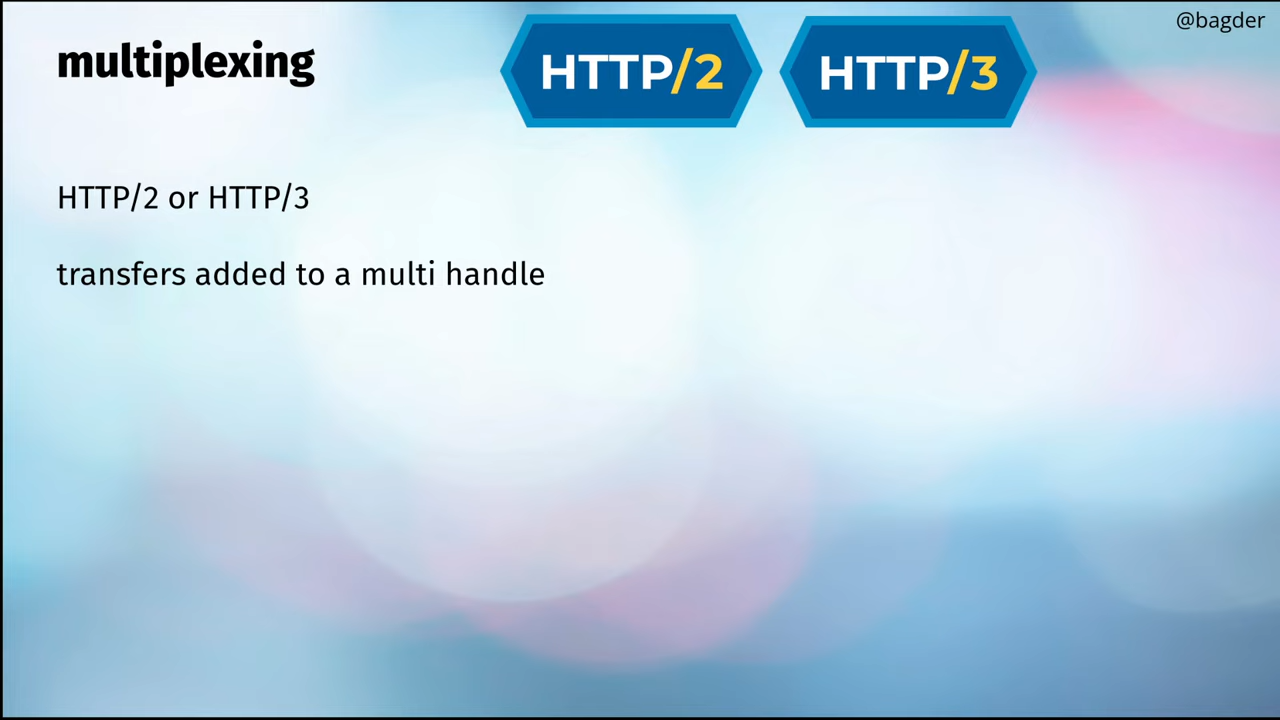 @bagder
multiplexing
HTTP/2
HTTP/3
HTTP/2 or HTTP/3
transfers added to a multi handle